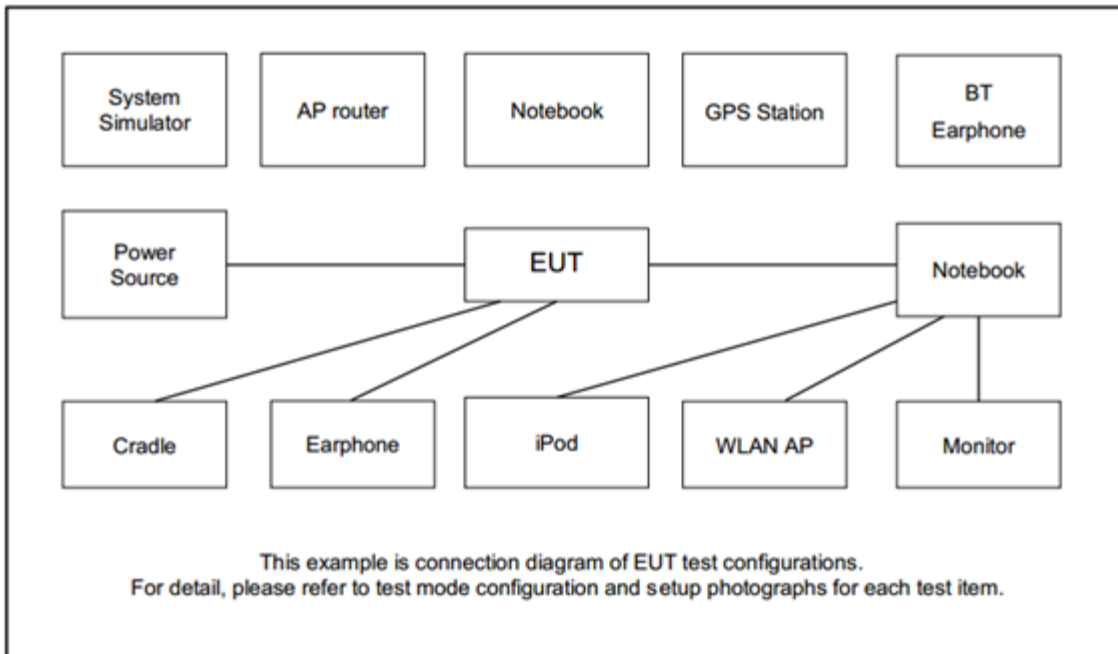 System
Simulator
AP router
Notebook
GPS Station
BT
Earphone
Power
Source
EUT
Notebook
Cradle
Earphone
iPod
WLAN AP
Monitor
This example is connection diagram of EUT test configurations.
For detail, please refer to test mode configuration and setup photographs for each test item.